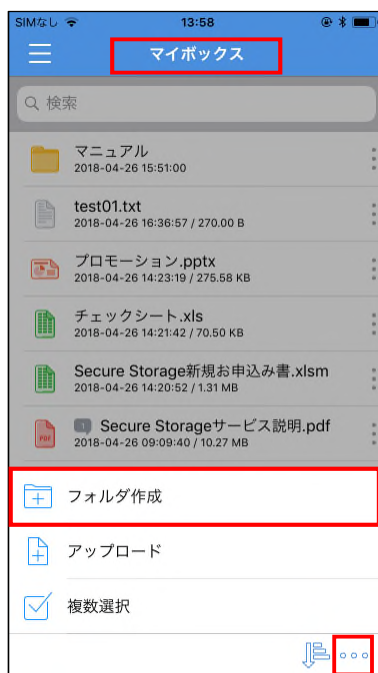 SIMなし 13:58
マイボックス
検索
マニュアル
2018-04-26 15:51:00
test01.txt
2018-04-26 16:36:57 / 270.00 B
プロモーション.pptx
2018-04-26 14:23:19 / 275.58 KB
チェックシート.xls
2018-04-26 14:21:42 / 70.50 KB
Secure Storage新規お申込み書.xlsm
2018-04-26 14:20:52 / 1.31 MB
1 Secure Storageサービス説明.pdf
PDF 2018-04-26 09:09:40 / 10.27 MB
フォルダ作成
アップロード
複数選択